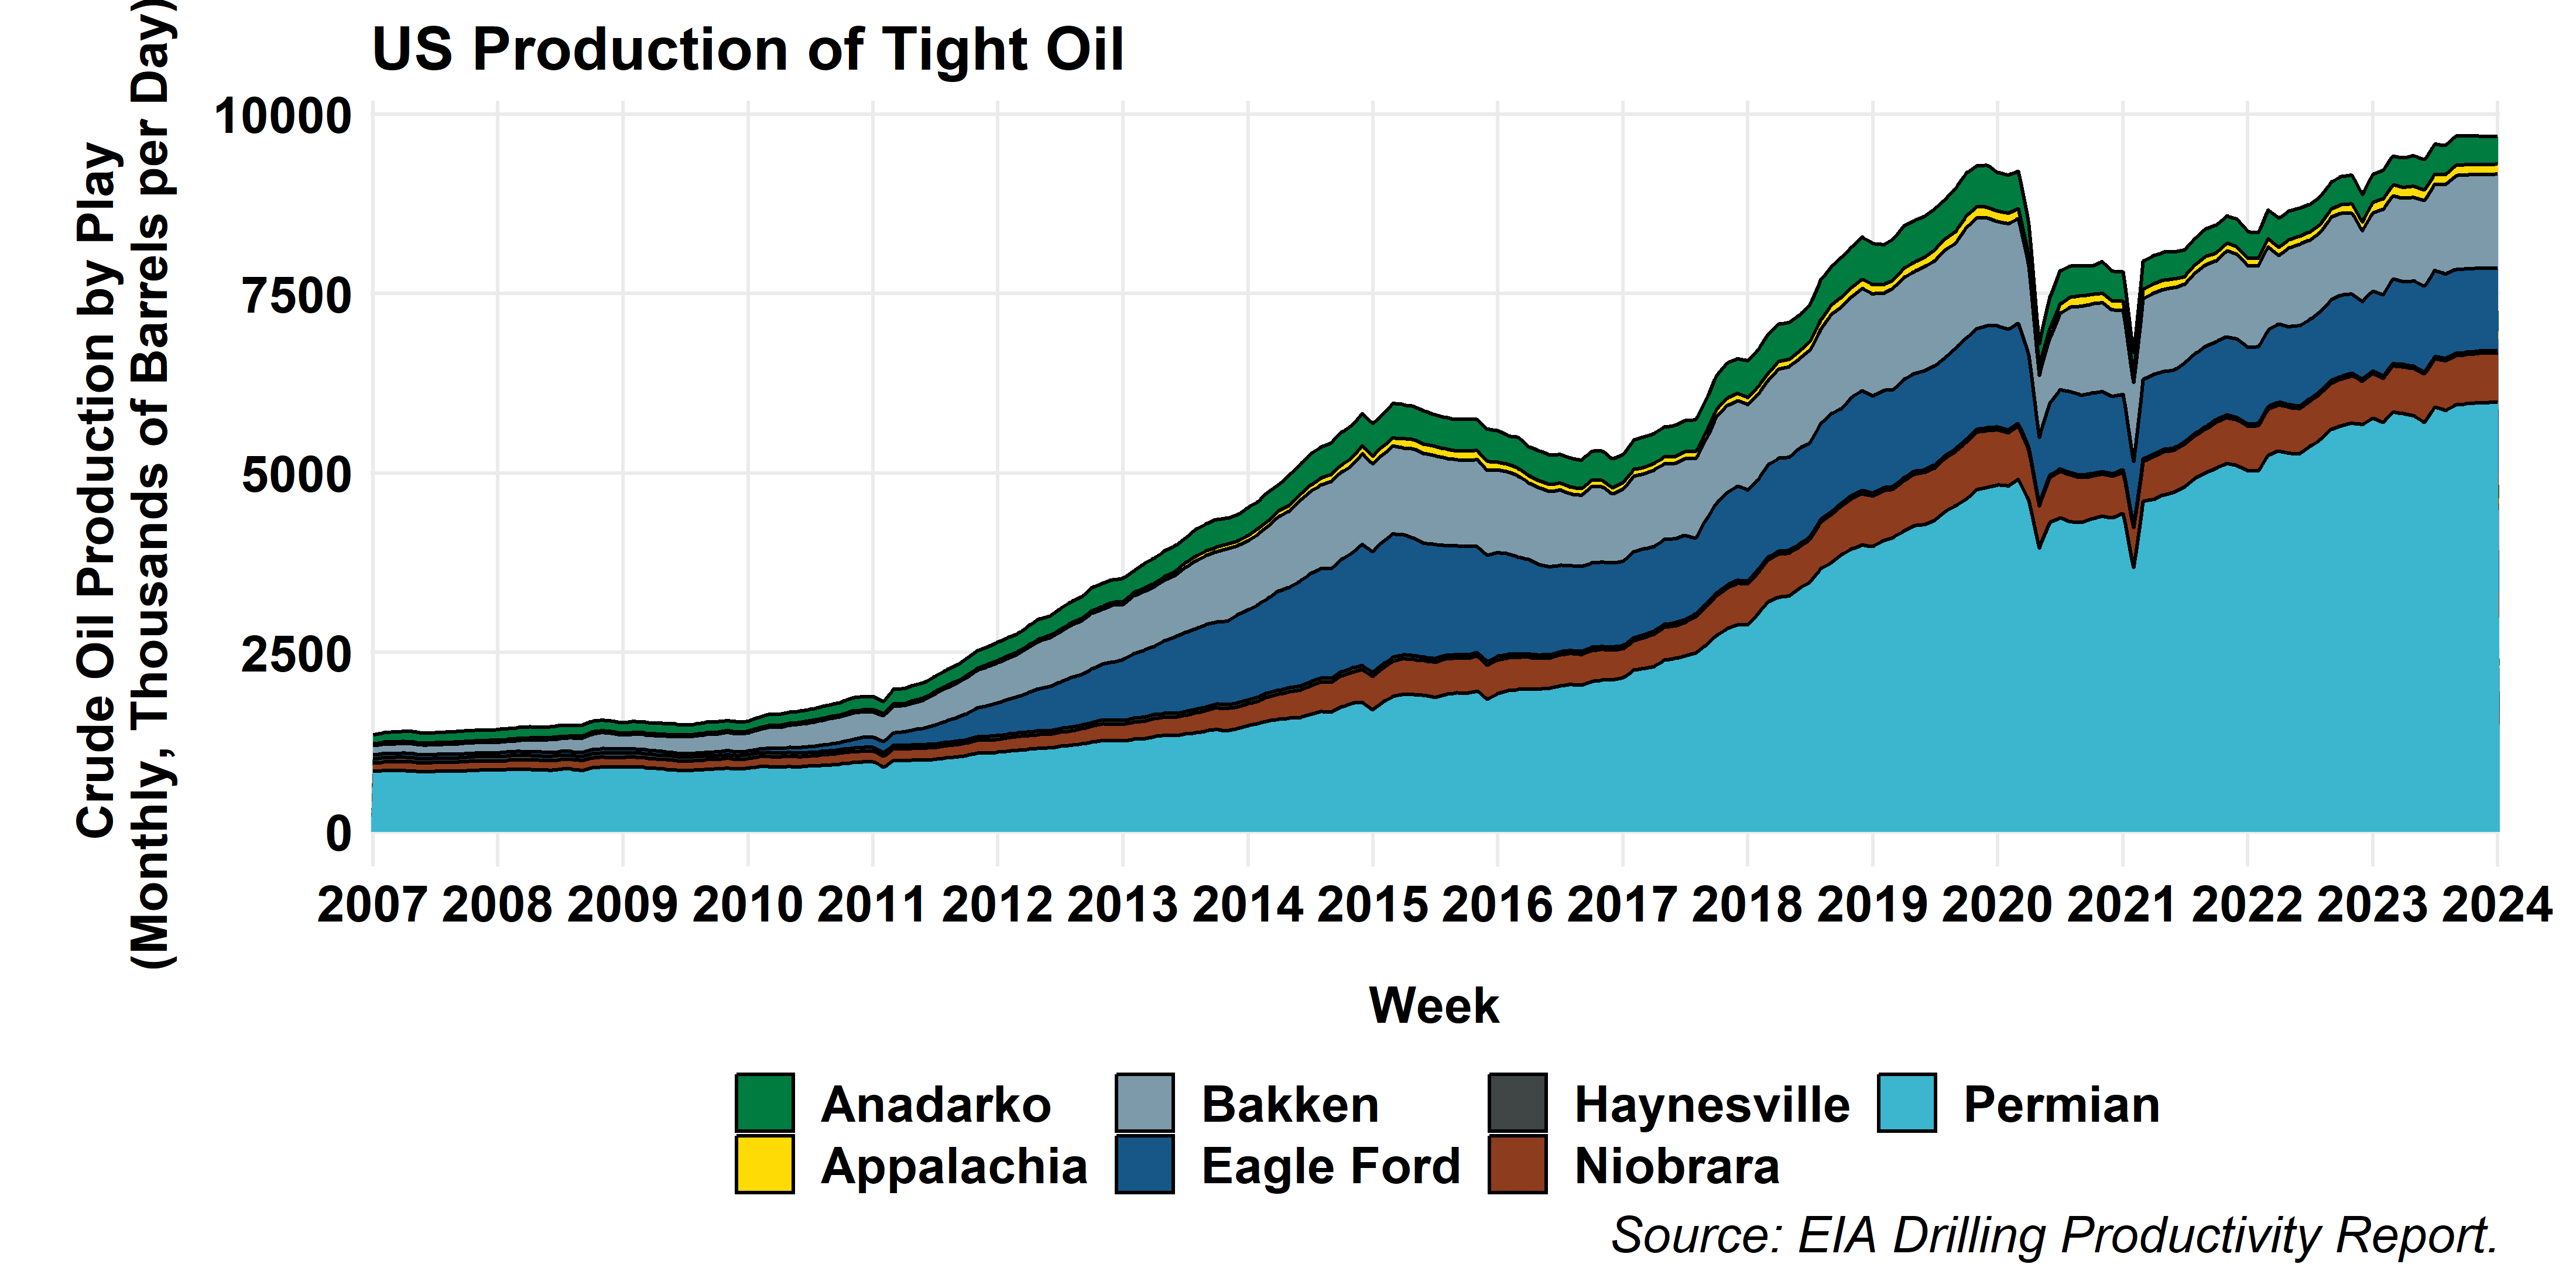 US Production of Tight Oil
Crude Oil Production by Play
(Monthly, Thousands of Barrels per Day)
10000
7500
5000
2500
0
2007 2008 2009 2010 2011 2012 2013 2014 2015 2016 2017 2018 2019 2020 2021 2022 2023 2024
Week
Anadarko Bakken Haynesville Permian
Appalachia Eagle Ford Niobrara
Source: EIA Drilling Productivity Report.